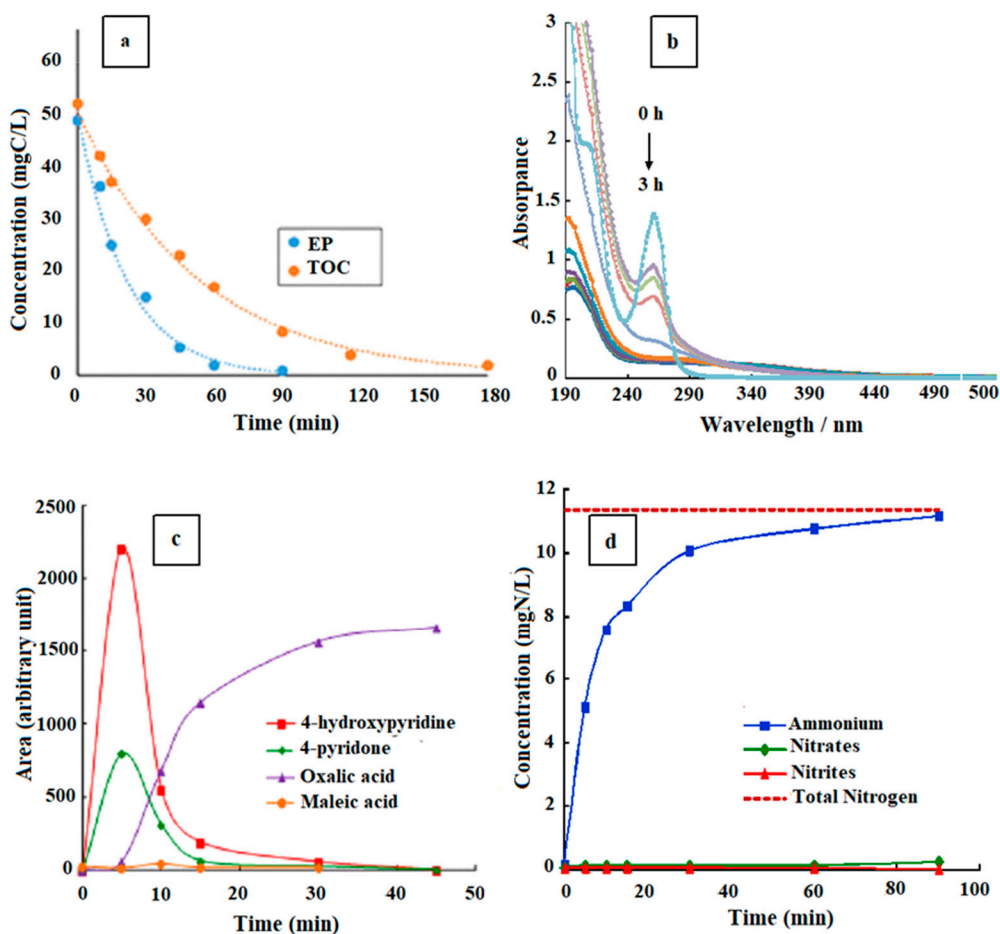 a
60
50
40
30
20
10
0
Concentration (mgC/L)
EP
TOC
0 30 60 90 120 150 180
Time (min)
b
3
2.5
2
1.5
1
0.5
0
Absorpance
0 h
3 h
190 240 290 340 390 440 490 500
Wavelength / nm
c
2500
2000
1500
1000
500
0
Area (arbitrary unit)
4-hydroxypyridine
4-pyridone
Oxalic acid
Maleic acid
0 10 20 30 40 50
Time (min)
d
12
10
8
6
4
2
0
Concentration (mgN/L)
Ammonium
Nitrates
Nitrites
Total Nitrogen
0 20 40 60 80 100
Time (min)